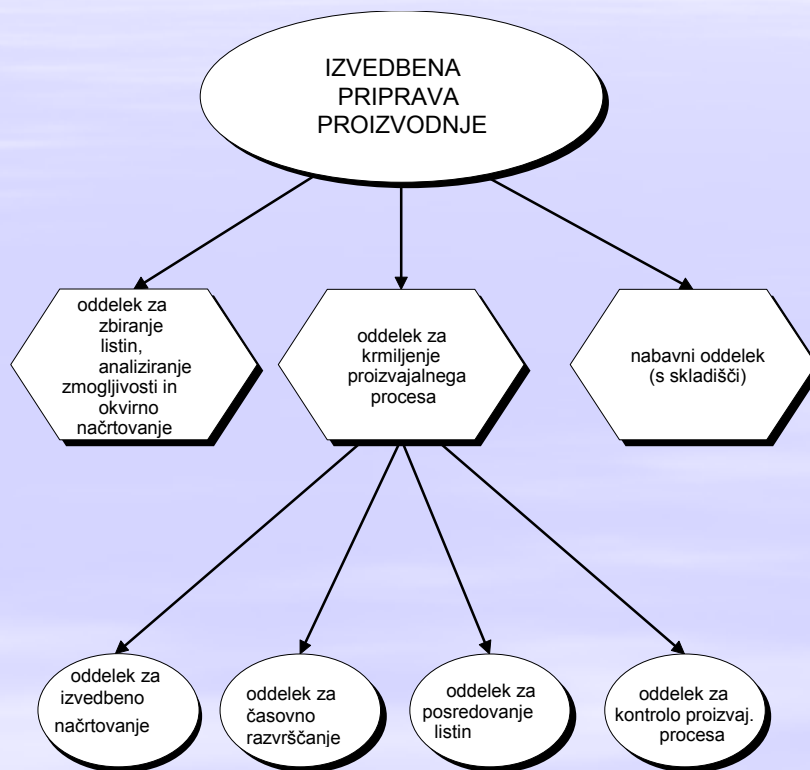 IZVEDBENA
PRIPRAVA
PROIZVODNJE
oddelek za
zbiranje
listin,
analiziranje
zmogljivosti in
okvirno
načrtovanje
oddelek za
krmiljenje
proizvajalnega
procesa
nabavni oddelek
(s skladišči)
oddelek za
izvedbeno
načrtovanje
oddelek za
časovno
razvrščanje
oddelek za
posredovanje
listin
oddelek za
kontrolo proizvaj.
procesa